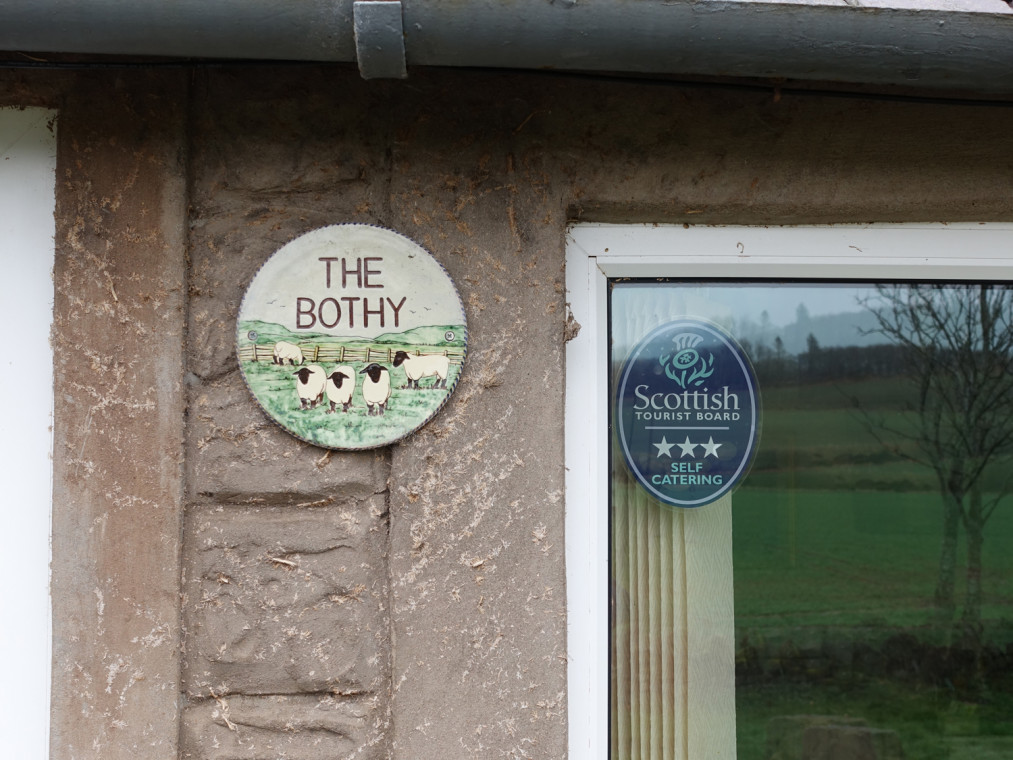 THE
BOTHY
Scottish
TOURIST BOARD
SELF
CATERING